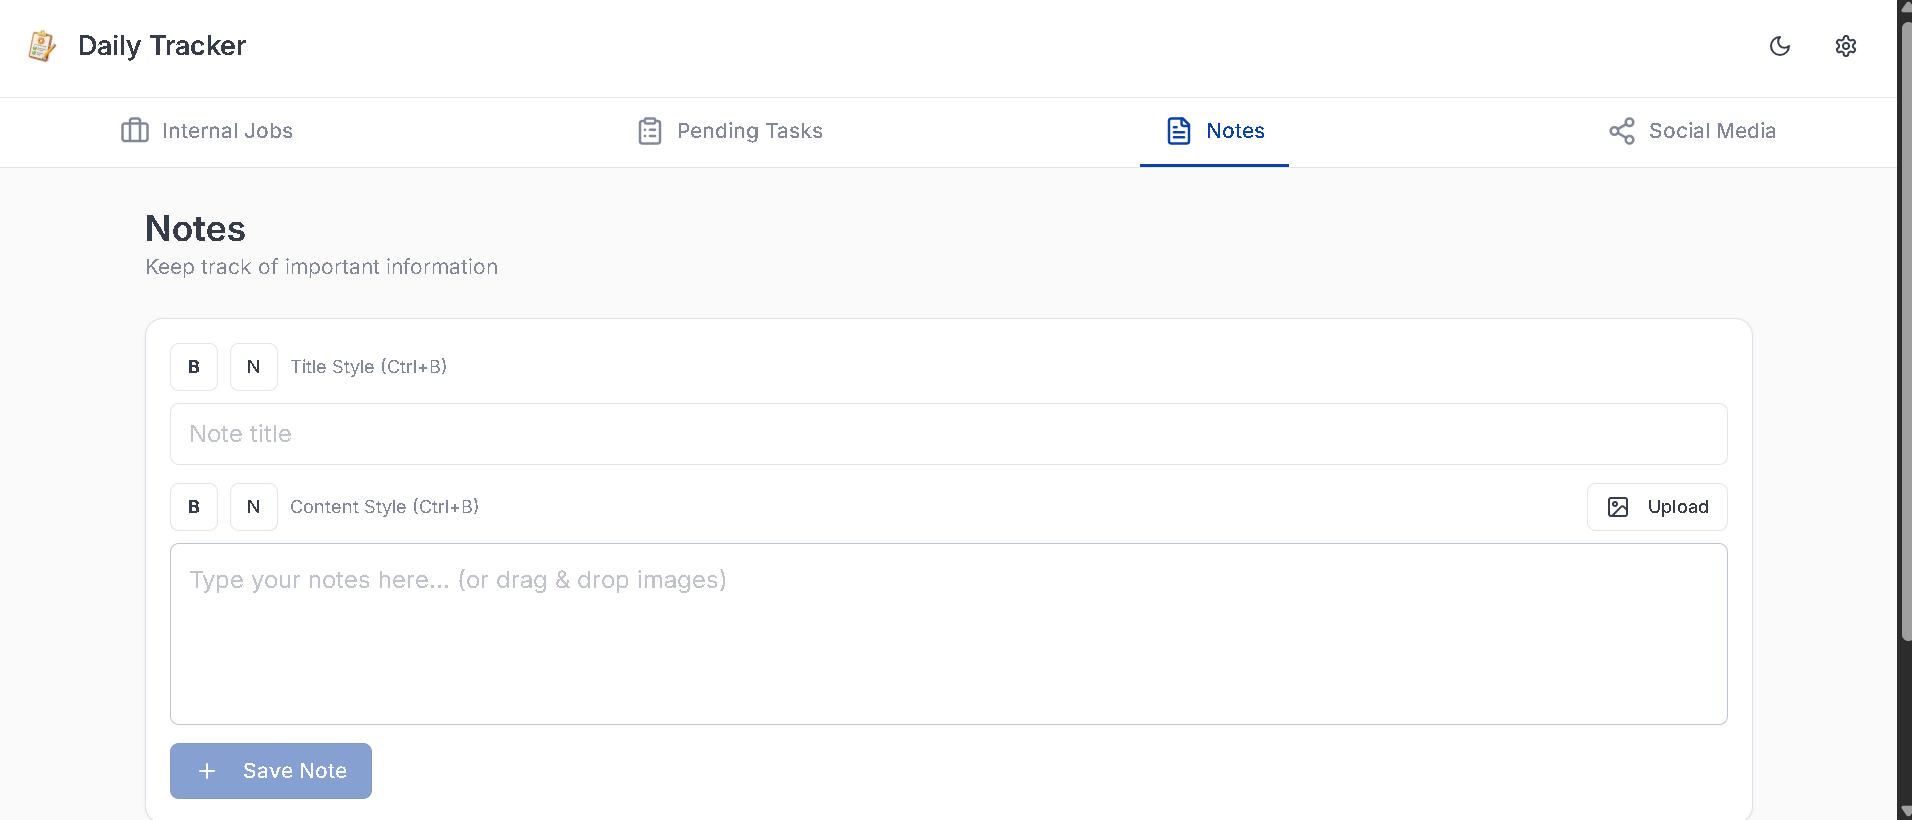 Daily Tracker
Internal Jobs
Pending Tasks
Notes
Social Media
Notes
Keep track of important information
B N Title Style (Ctrl+B)
Note title
B N Content Style (Ctrl+B) Upload
Type your notes here... (or drag & drop images)
+ Save Note